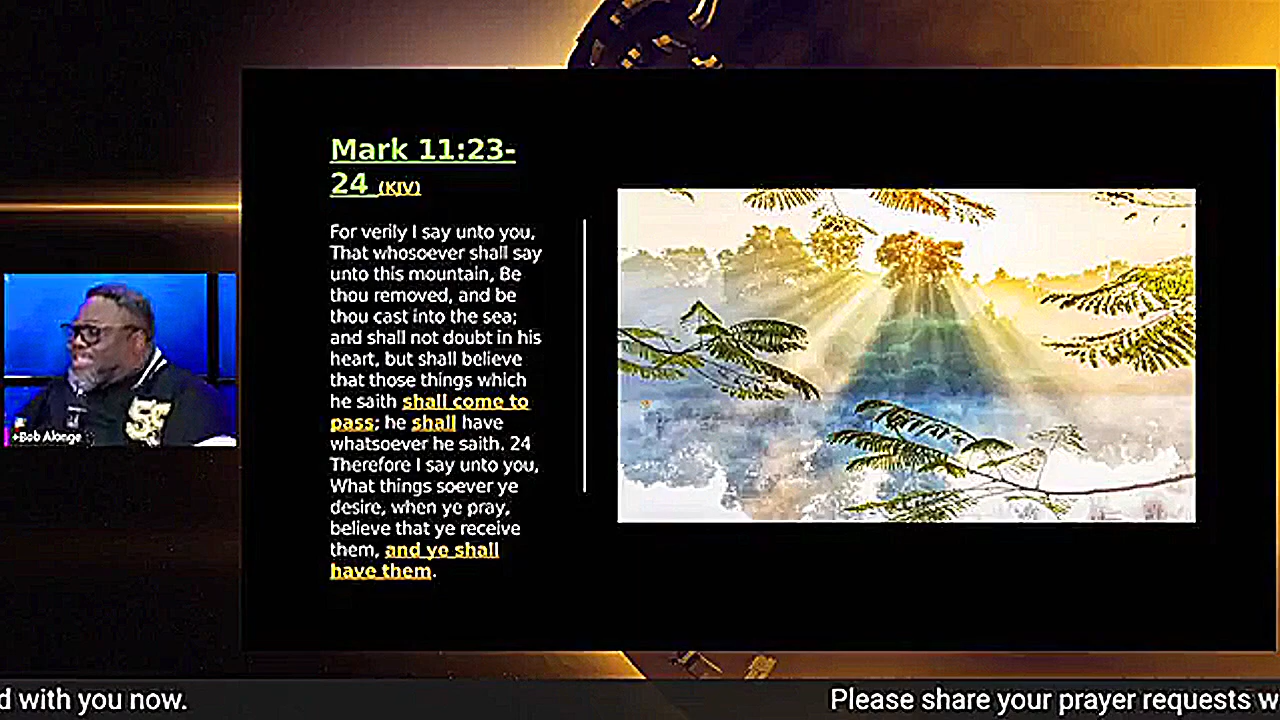 Mark 11:23-
24 (KJV)
For verily I say unto you,
That whosoever shall say
unto this mountain, Be
thou removed, and be
thou cast into the sea;
and shall not doubt in his
heart, but shall believe
that those things which
he saith shall come to
pass; he shall have
whatsoever he saith. 24
Therefore I say unto you,
What things soever ye
desire, when ye pray,
believe that ye receive
them, and ye shall
have them.
Bob Alonge
d with you now.
Please share your prayer requests w